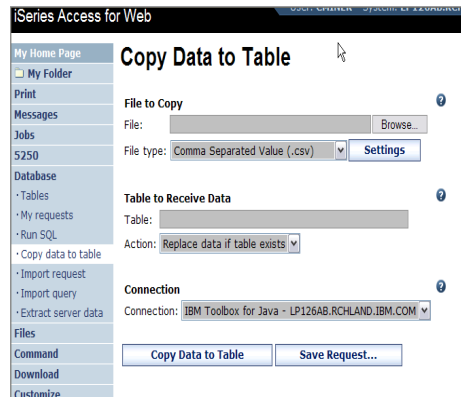 iSeries Access for Web
My Home Page
My Folder
Print
Messages
Jobs
5250
Database
·Tables
·My requests
·Run SQL
·Copy data to table
·Import request
·Import query
·Extract server data
Files
Command
Download
Customize
Copy Data to Table
File to Copy
File:
Browse...
File type: Comma Separated Value (.csv) Settings
Table to Receive Data
Table:
Action: Replace data if table exists
Connection
Connection: IBM Toolbox for Java - LP126AB.RCHLAND.IBM.COM
Copy Data to Table Save Request...